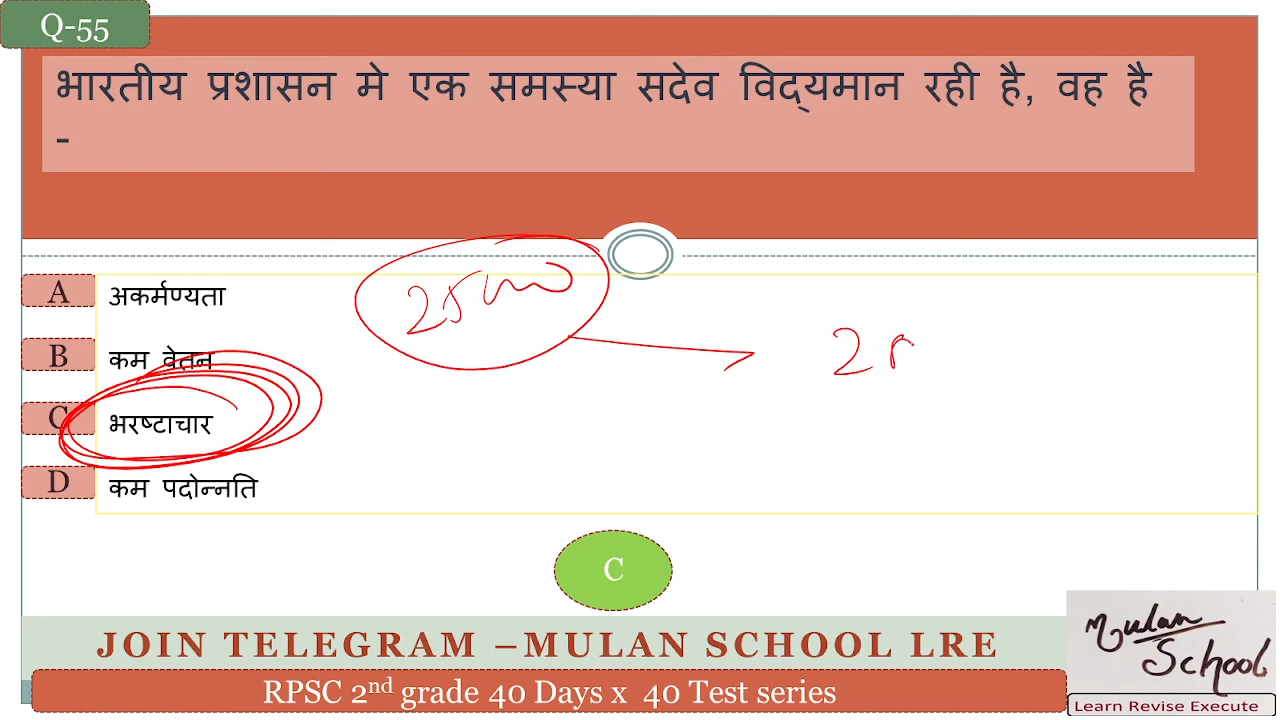 Q-55
भारतीय प्रशासन मे एक समस्या सदेव विद्‌यमान रही है, वह है
-
A अकर्मण्यता
B कम वेतन
C भरष्टाचार
D कम पदोन्नति
C
JOIN TELEGRAM –MULAN SCHOOL LRE
RPSC 2nd grade 40 Days x 40 Test series
Mulan
School
Learn Revise Execute